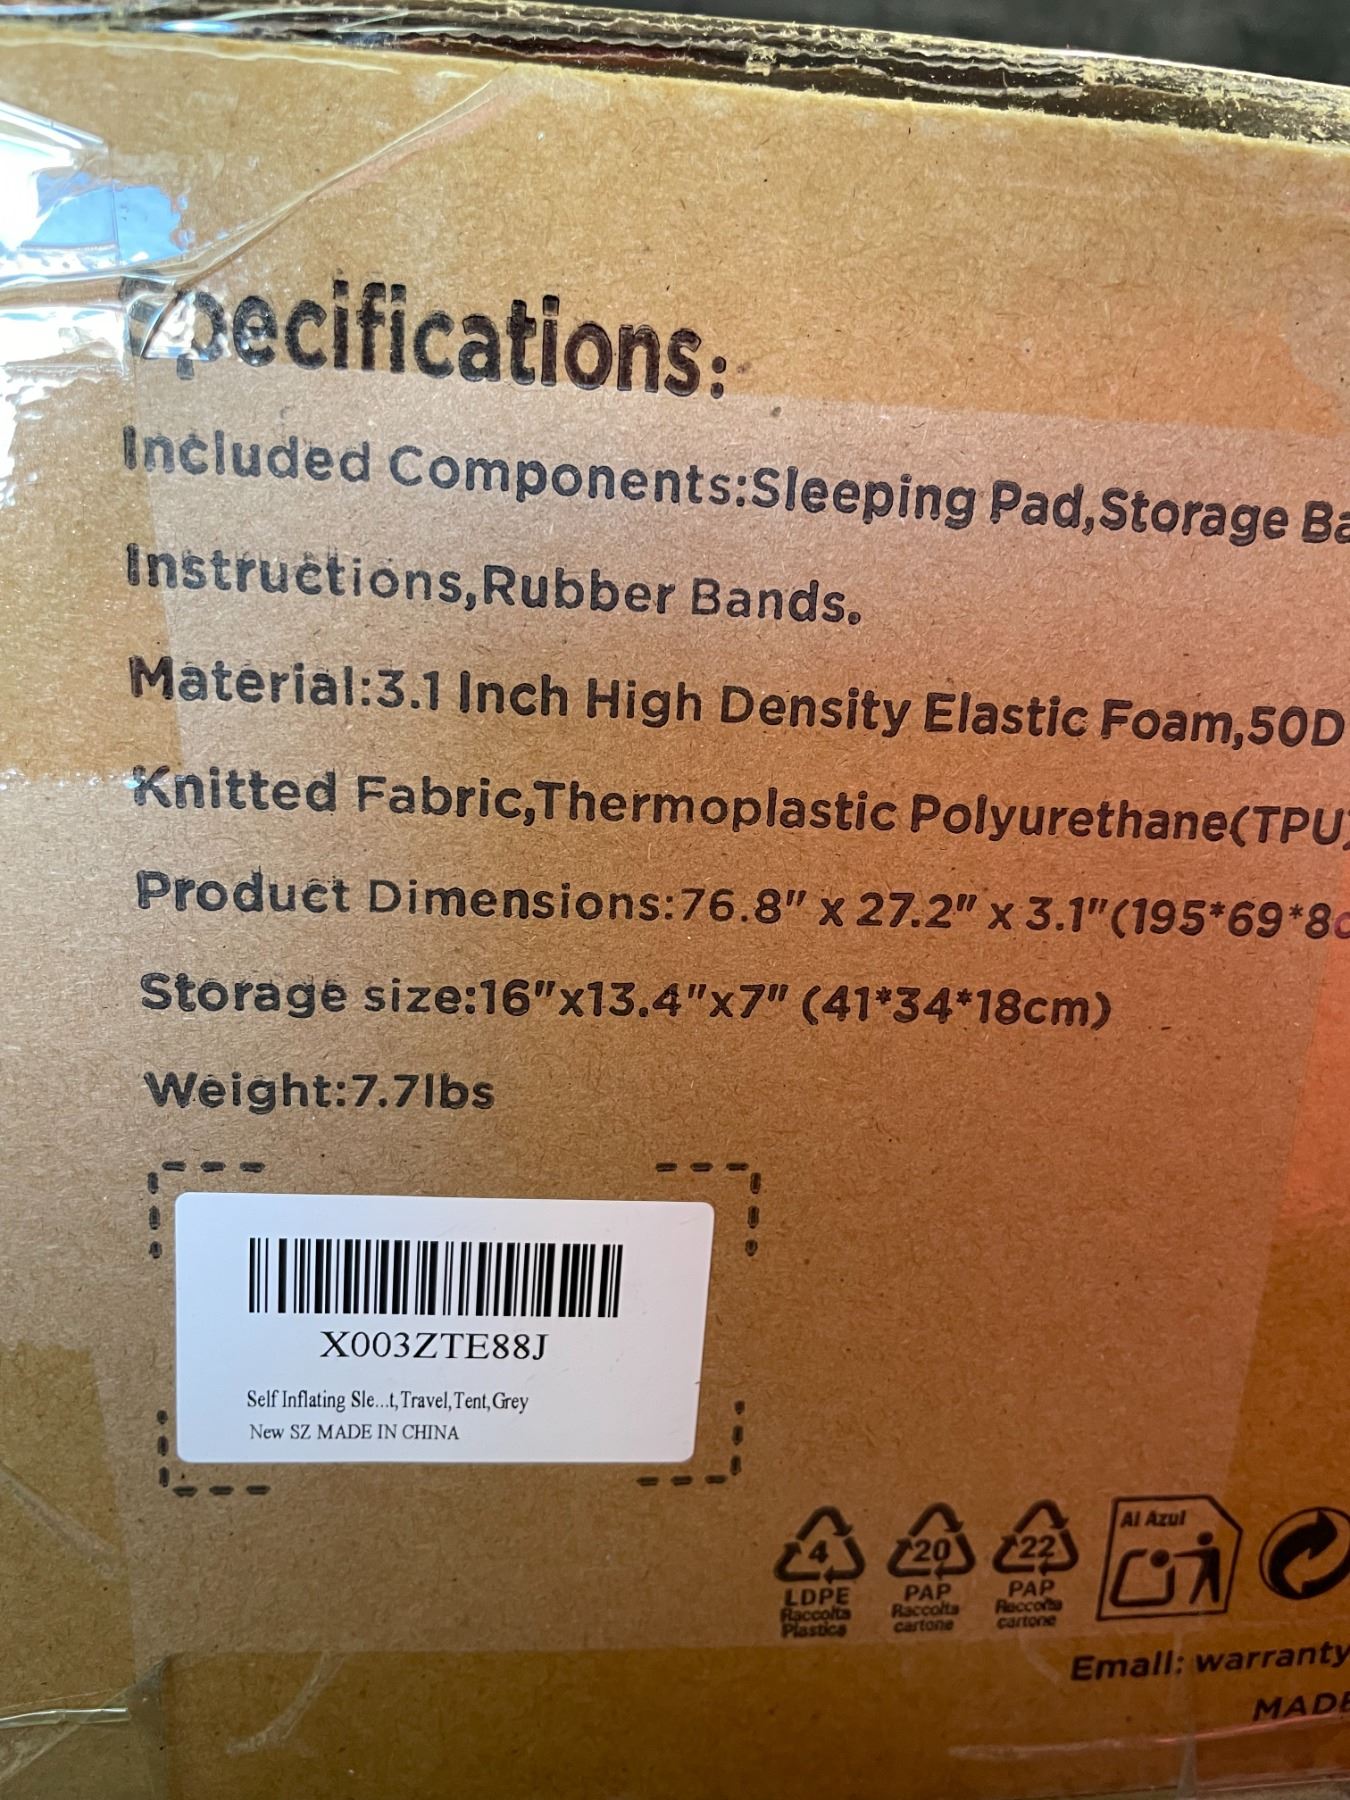 Specifications:
Included Components:Sleeping Pad,Storage Ba
Instructions,Rubber Bands.
Material:3.1 Inch High Density Elastic Foam,50D
Knitted Fabric,Thermoplastic Polyurethane(TPU)
Product Dimensions:76.8" x 27.2" x 3.1"(195*69*8c
Storage size:16"x13.4"x7" (41*34*18cm)
Weight:7.7lbs
X003ZTE88J
Self Inflating Sle...t,Travel,Tent,Grey
New SZ MADE IN CHINA
4 20 22 Al Azul
LDPE PAP PAP
Raccolta Raccolta Raccolta
Plastica cartone cartone
Email: warranty
MADE